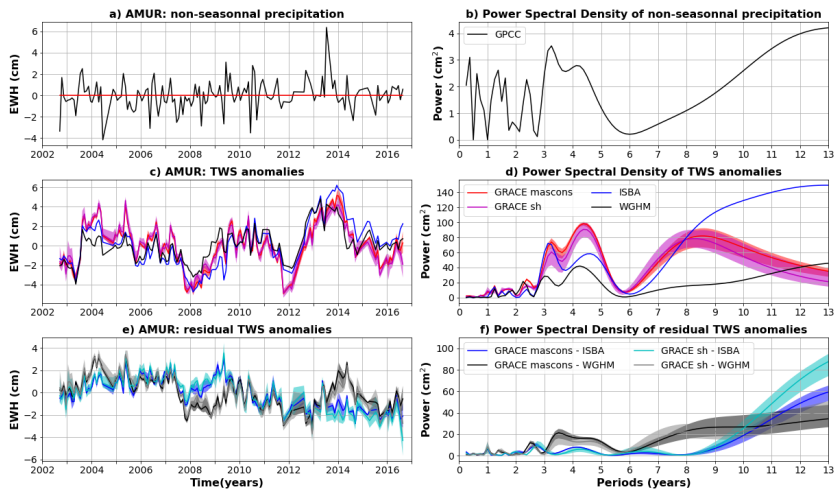 a) AMUR: non-seasonnal precipitation
EWH (cm)
6
4
2
0
−2
−4
2002 2004 2006 2008 2010 2012 2014 2016
b) Power Spectral Density of non-seasonnal precipitation
Power (cm²)
4
3
2
1
0
GPCC
0 1 2 3 4 5 6 7 8 9 10 11 12 13
c) AMUR: TWS anomalies
EWH (cm)
6
4
2
0
−2
−4
2002 2004 2006 2008 2010 2012 2014 2016
d) Power Spectral Density of TWS anomalies
Power (cm²)
140
120
100
80
60
40
20
0
GRACE mascons ISBA
GRACE sh WGHM
0 1 2 3 4 5 6 7 8 9 10 11 12 13
e) AMUR: residual TWS anomalies
EWH (cm)
4
2
0
−2
−4
−6
2002 2004 2006 2008 2010 2012 2014 2016
Time(years)
f) Power Spectral Density of residual TWS anomalies
Power (cm²)
100
80
60
40
20
0
GRACE mascons - ISBA GRACE sh - ISBA
GRACE mascons - WGHM GRACE sh - WGHM
0 1 2 3 4 5 6 7 8 9 10 11 12 13
Periods (years)